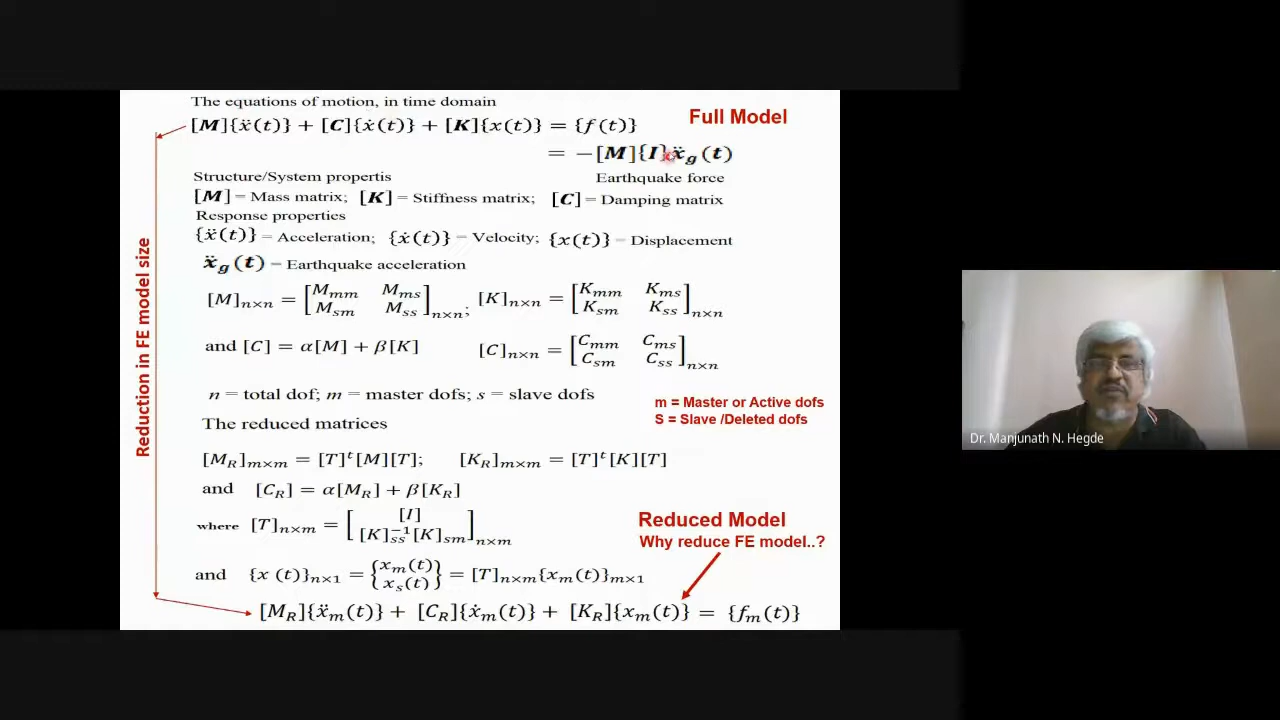 The equations of motion, in time domain
[M]{ẍ(t)} + [C]{ẋ(t)} + [K]{x(t)} = {f(t)}
Full Model
= −[M]{I}ẍg(t)
Structure/System propertis
Earthquake force
[M] = Mass matrix; [K] = Stiffness matrix; [C] = Damping matrix
Response properties
{ẍ(t)} = Acceleration; {ẋ(t)} = Velocity; {x(t)} = Displacement
ẍg(t) = Earthquake acceleration
[M]n×n = [Mmm Mms Msm Mss]n×n; [K]n×n = [Kmm Kms Ksm Kss]n×n
and [C] = α[M] + β[K] [C]n×n = [Cmm Cms Csm Css]n×n
n = total dof; m = master dofs; s = slave dofs
m = Master or Active dofs
S = Slave /Deleted dofs
The reduced matrices
[MR]m×m = [T]ᵗ[M][T]; [KR]m×m = [T]ᵗ[K][T]
and [CR] = α[MR] + β[KR]
where [T]n×m = [[I] [K]ss⁻¹[K]sm]n×m
Reduced Model
Why reduce FE model..?
and {x (t)}n×1 = {xm(t) xs(t)} = [T]n×m{xm(t)}m×1
[MR]{ẍm(t)} + [CR]{ẋm(t)} + [KR]{xm(t)} = {fm(t)}
Reduction in FE model size
Dr. Manjunath N. Hegde